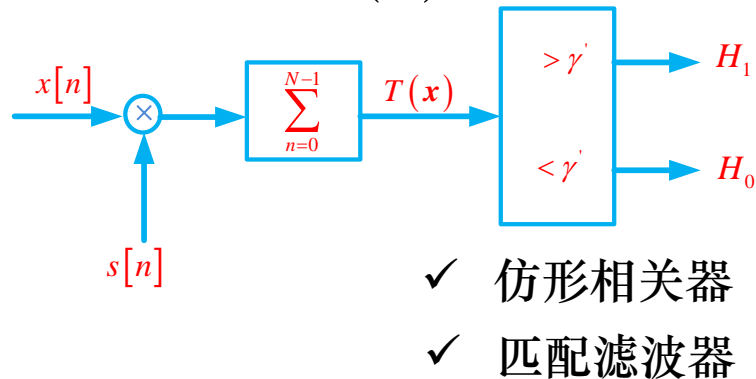 x[n]
×
N−1
∑
n=0
T(x)
> γ'
< γ'
H₁
H₀
s[n]
✓ 仿形相关器
✓ 匹配滤波器